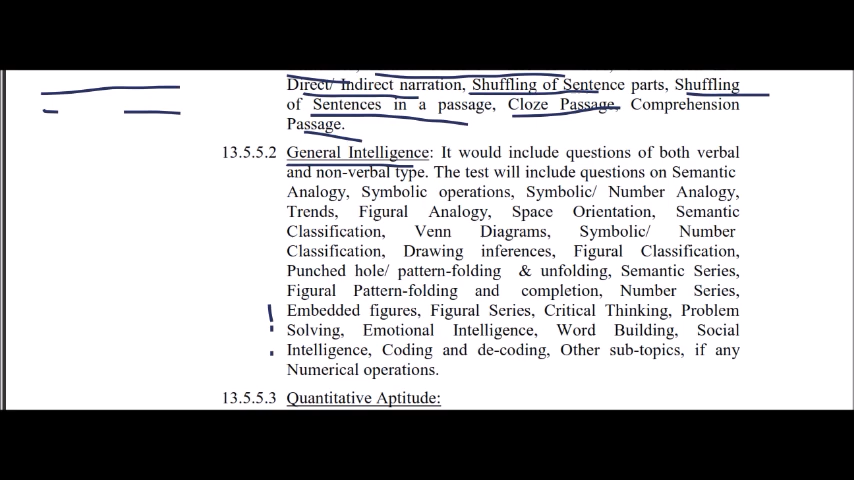 Direct/ Indirect narration, Shuffling of Sentence parts, Shuffling
of Sentences in a passage, Cloze Passage, Comprehension
Passage.
13.5.5.2 General Intelligence: It would include questions of both verbal
and non-verbal type. The test will include questions on Semantic
Analogy, Symbolic operations, Symbolic/ Number Analogy,
Trends, Figural Analogy, Space Orientation, Semantic
Classification, Venn Diagrams, Symbolic/ Number
Classification, Drawing inferences, Figural Classification,
Punched hole/ pattern-folding & unfolding, Semantic Series,
Figural Pattern-folding and completion, Number Series,
Embedded figures, Figural Series, Critical Thinking, Problem
Solving, Emotional Intelligence, Word Building, Social
Intelligence, Coding and de-coding, Other sub-topics, if any
Numerical operations.
13.5.5.3 Quantitative Aptitude: